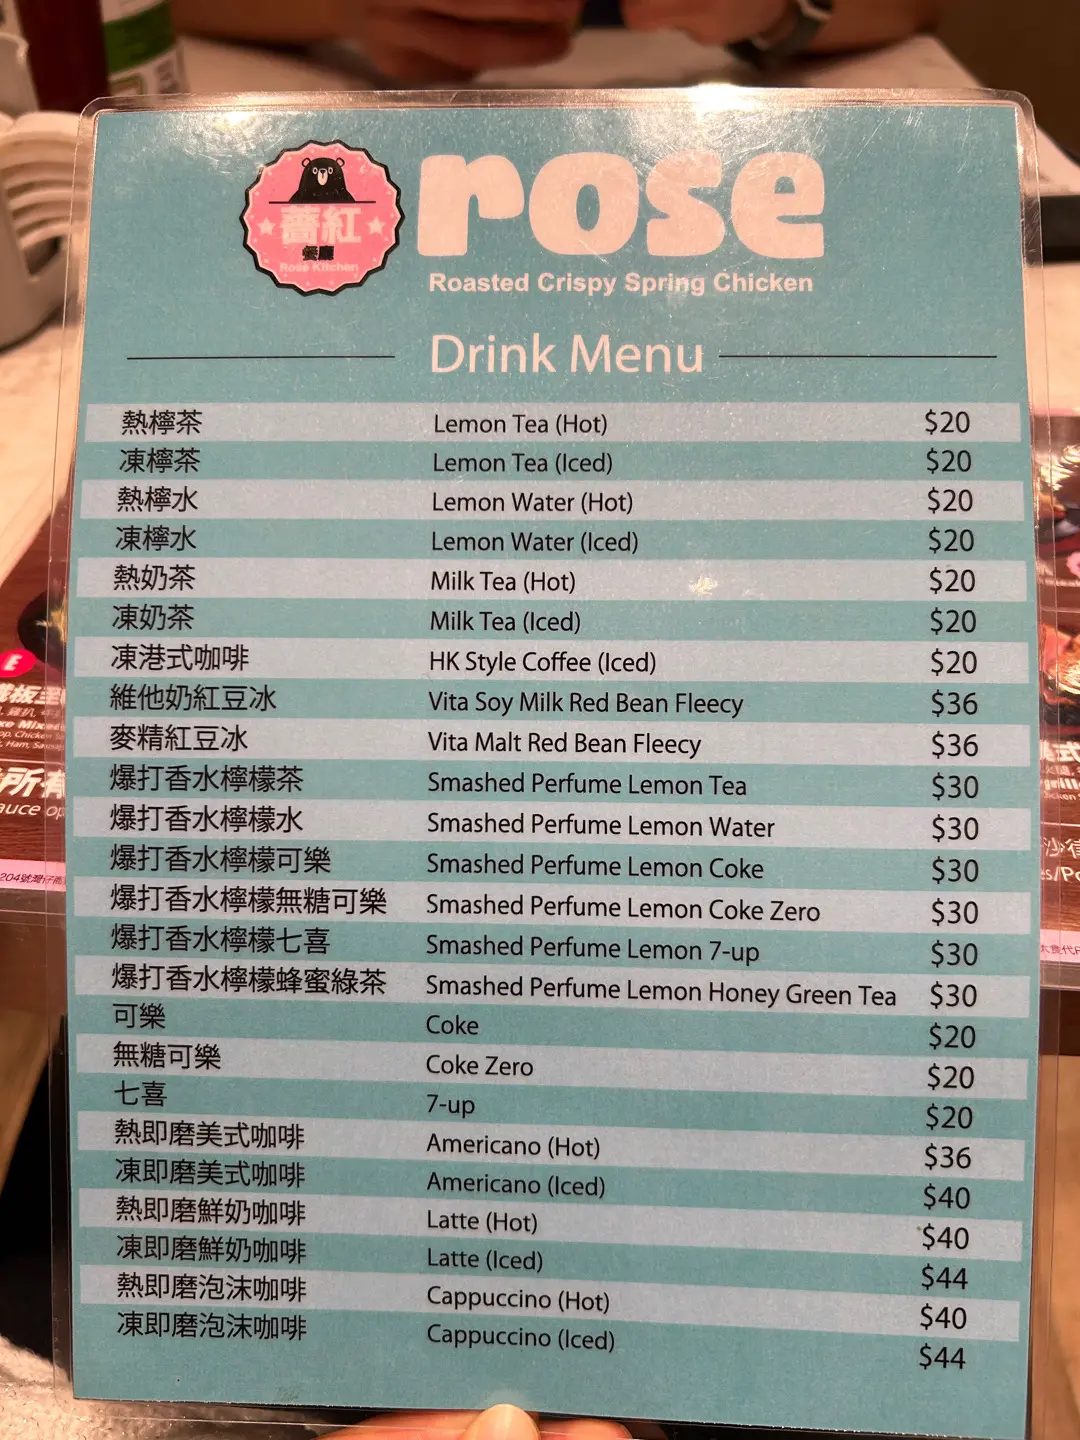 薔紅
餐廳
Rose Kitchen
rose
Roasted Crispy Spring Chicken
Drink Menu
熱檸茶 Lemon Tea (Hot) $20
凍檸茶 Lemon Tea (Iced) $20
熱檸水 Lemon Water (Hot) $20
凍檸水 Lemon Water (Iced) $20
熱奶茶 Milk Tea (Hot) $20
凍奶茶 Milk Tea (Iced) $20
凍港式咖啡 HK Style Coffee (Iced) $20
維他奶紅豆冰 Vita Soy Milk Red Bean Fleecy $36
麥精紅豆冰 Vita Malt Red Bean Fleecy $36
爆打香水檸檬茶 Smashed Perfume Lemon Tea $30
爆打香水檸檬水 Smashed Perfume Lemon Water $30
爆打香水檸檬可樂 Smashed Perfume Lemon Coke $30
爆打香水檸檬無糖可樂 Smashed Perfume Lemon Coke Zero $30
爆打香水檸檬七喜 Smashed Perfume Lemon 7-up $30
爆打香水檸檬蜂蜜綠茶 Smashed Perfume Lemon Honey Green Tea $30
可樂 Coke $20
無糖可樂 Coke Zero $20
七喜 7-up $20
熱即磨美式咖啡 Americano (Hot) $36
凍即磨美式咖啡 Americano (Iced) $40
熱即磨鮮奶咖啡 Latte (Hot) $40
凍即磨鮮奶咖啡 Latte (Iced) $44
熱即磨泡沫咖啡 Cappuccino (Hot) $40
凍即磨泡沫咖啡 Cappuccino (Iced) $44
E
所有
auce op